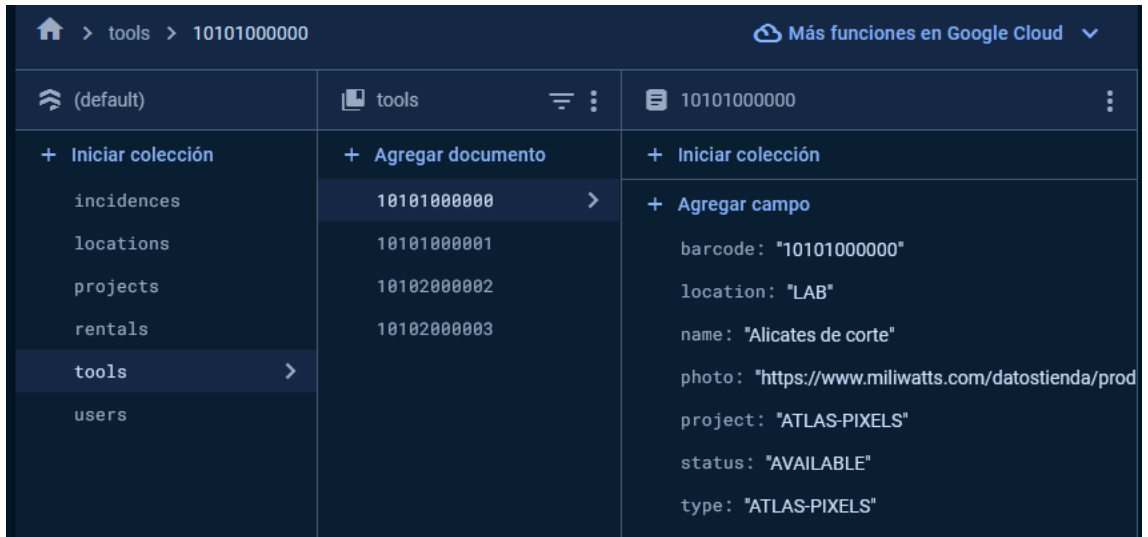 tools > 10101000000
Más funciones en Google Cloud
(default)
tools
10101000000
+ Iniciar colección
incidences
locations
projects
rentals
tools
users
+ Agregar documento
10101000000
10101000001
10102000002
10102000003
+ Iniciar colección
+ Agregar campo
barcode: "10101000000"
location: "LAB"
name: "Alicates de corte"
photo: "https://www.miliwatts.com/datostienda/prod
project: "ATLAS-PIXELS"
status: "AVAILABLE"
type: "ATLAS-PIXELS"